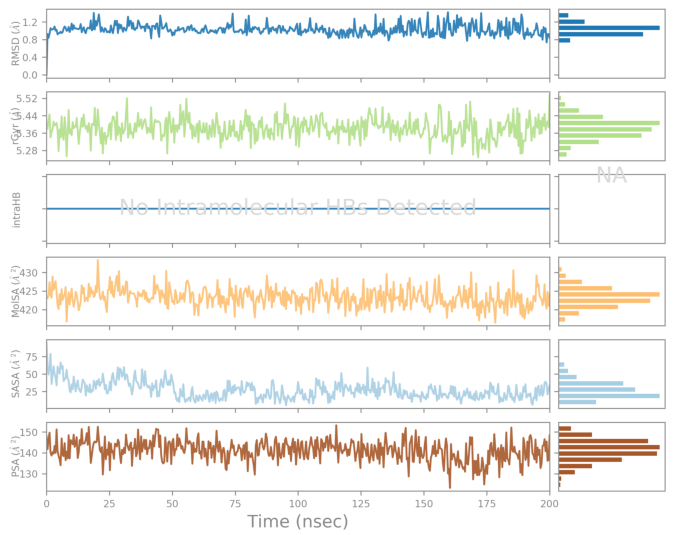 RMSD (Å)
1.2
0.8
0.4
0.0
rGyr (Å)
5.52
5.44
5.36
5.28
intraHB
No Intramolecular HBs Detected
NA
MolSA (Å²)
430
425
420
SASA (Å²)
75
50
25
PSA (Å²)
150
140
130
0 25 50 75 100 125 150 175 200
Time (nsec)